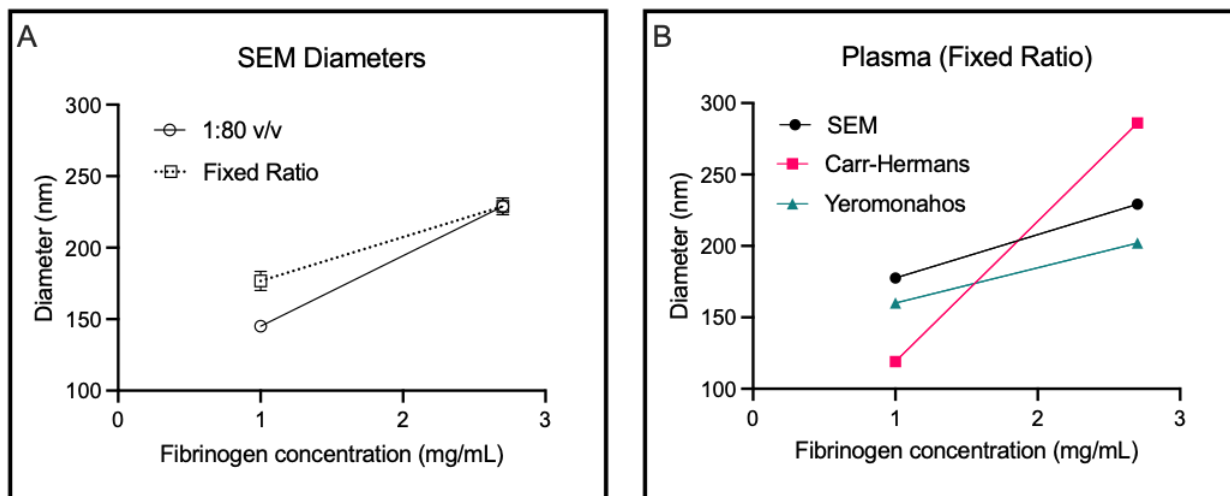 A
SEM Diameters
300
250
200
150
100
Diameter (nm)
1:80 v/v
Fixed Ratio
0
1
2
3
Fibrinogen concentration (mg/mL)
B
Plasma (Fixed Ratio)
300
250
200
150
100
Diameter (nm)
SEM
Carr-Hermans
Yeromonahos
0
1
2
3
Fibrinogen concentration (mg/mL)